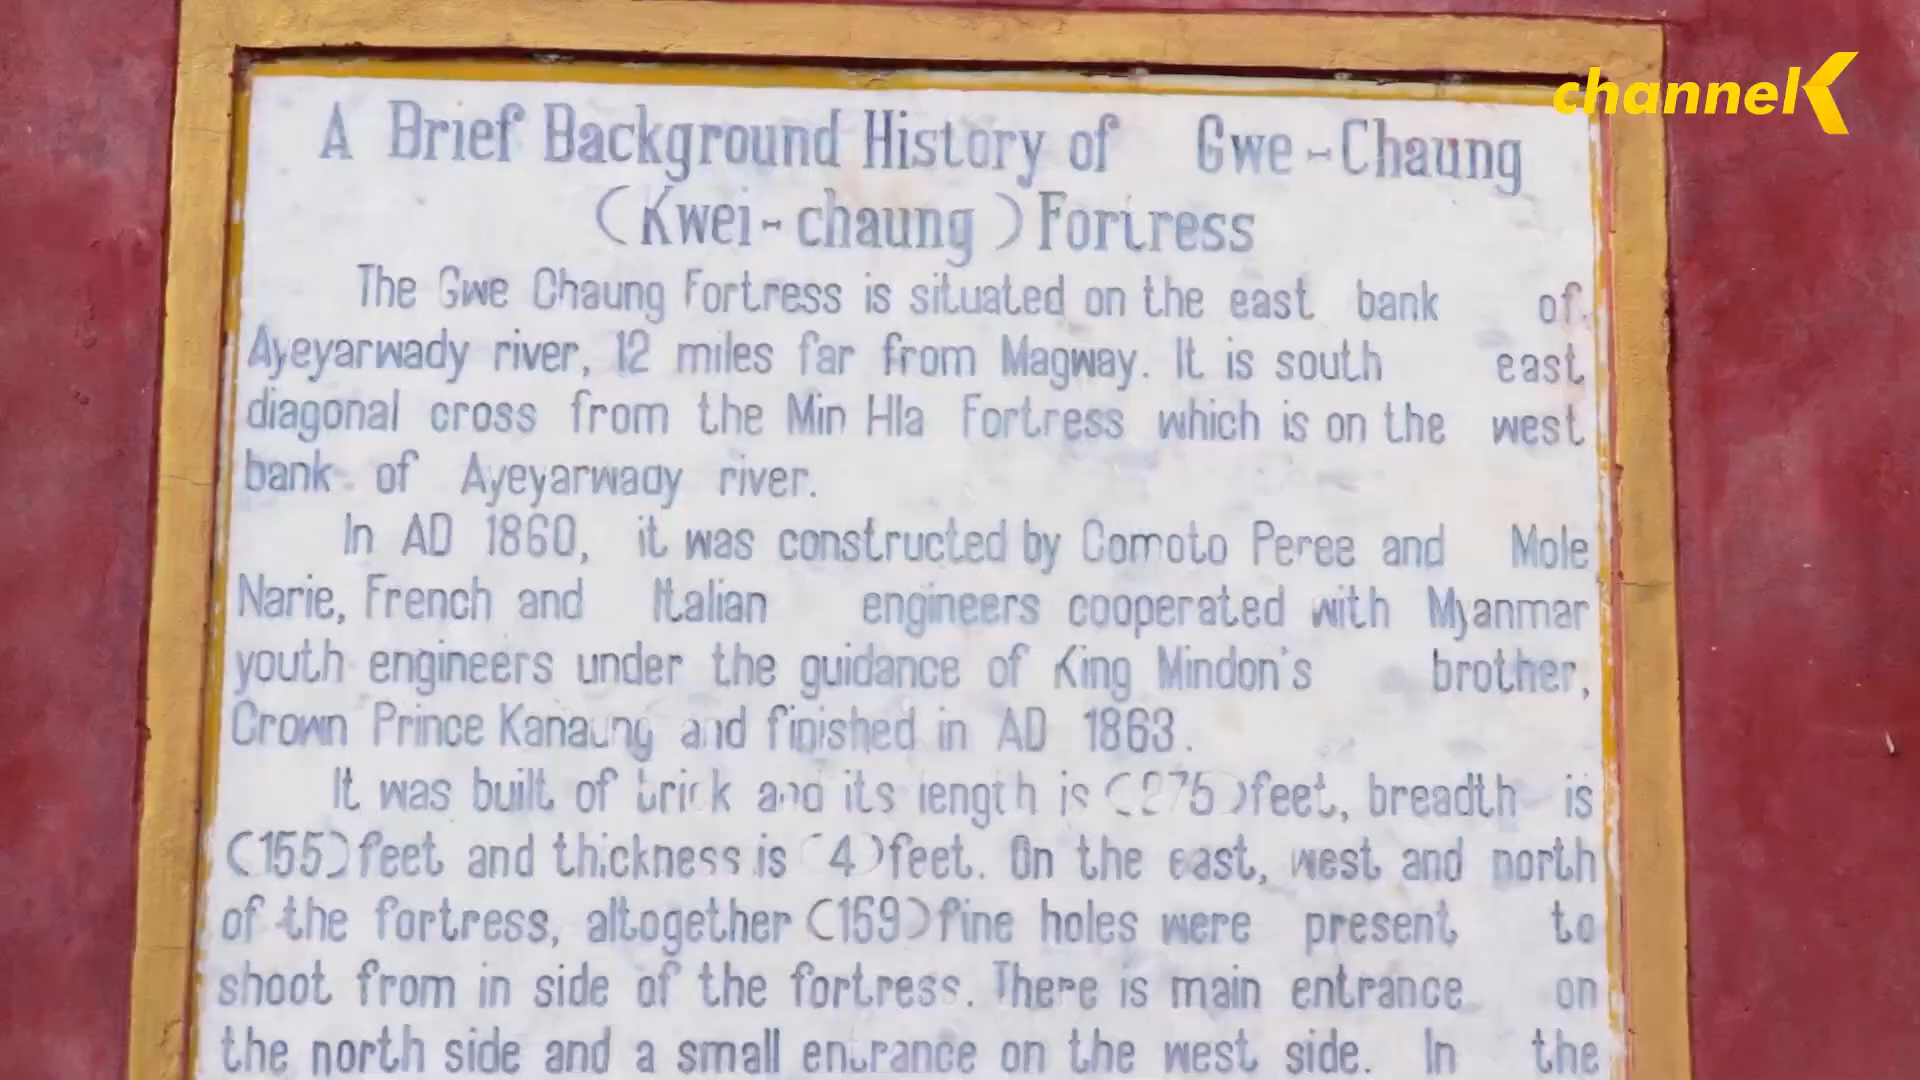 channelK
A Brief Background History of Gwe-Chaung
(Kwei-chaung) Fortress
The Gwe Chaung Fortress is situated on the east bank of
Ayeyarwady river, 12 miles far from Magway. It is south east
diagonal cross from the Min Hla Fortress which is on the west
bank of Ayeyarwady river.
In AD 1860, it was constructed by Comoto Peree and Mole
Narie, French and Italian engineers cooperated with Myanmar
youth engineers under the guidance of King Mindon's brother,
Crown Prince Kanaung and finished in AD 1863.
It was built of brick and its length is (275) feet, breadth is
(155) feet and thickness is (4) feet. On the east, west and north
of the fortress, altogether (159) fine holes were present to
shoot from in side of the fortress. There is main entrance on
the north side and a small entrance on the west side. In the